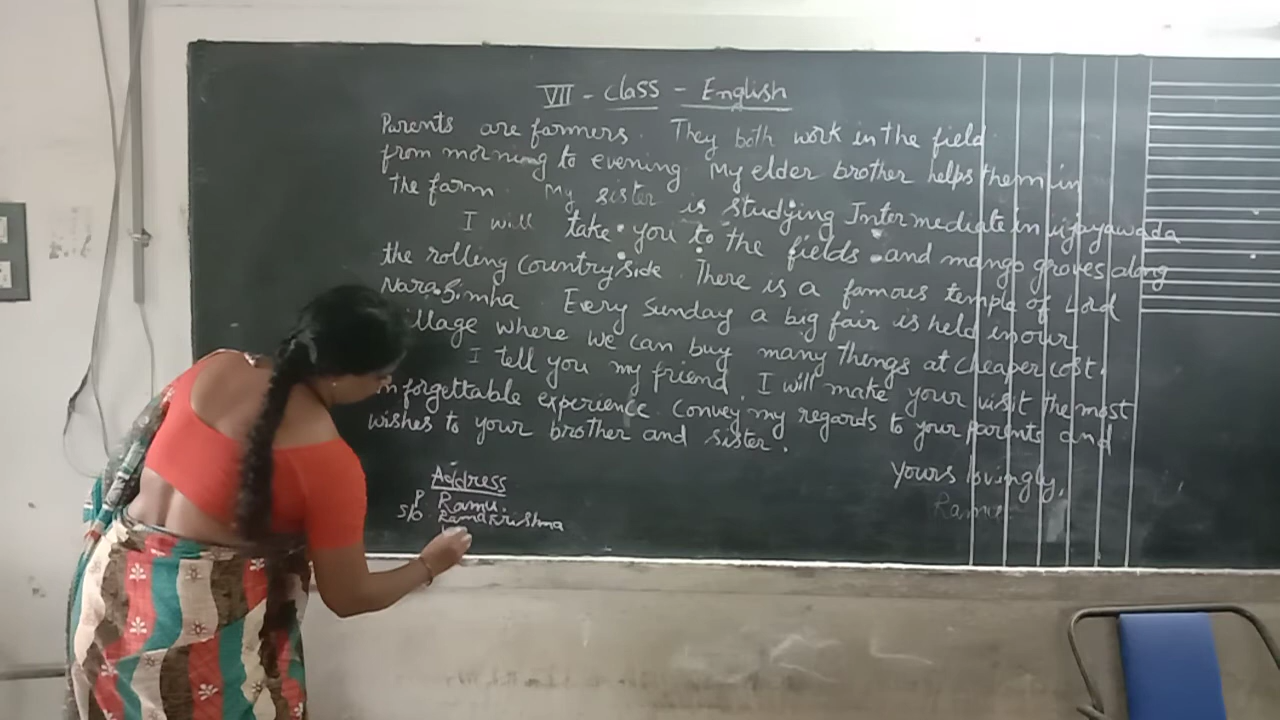 VII - class - English
Parents are farmers. They both work in the field
from morning to evening. My elder brother helps them in
the farm. My sister is studying Intermediate in vijayawada
I will take you to the fields and mango groves along
the rolling country side. There is a famous temple of Lord
Narasimha Every Sunday a big fair is held in our
illage where we can buy many things at cheaper cost.
I tell you my friend, I will make your visit the most
nforgettable experience. Convey my regards to your parents and
wishes to your brother and sister.
Yours lovingly,
Ramu.
Address
P Ramu.
S/o Ramakrishna